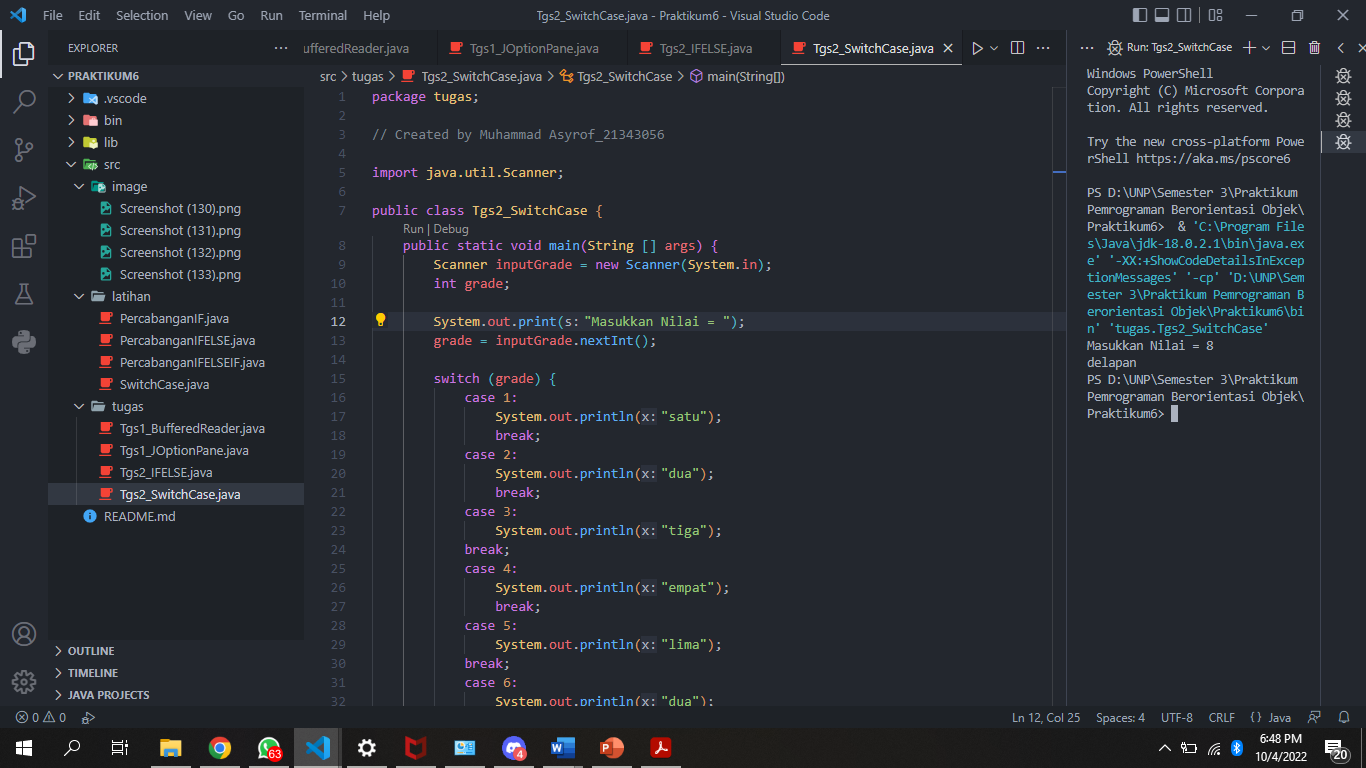 File Edit Selection View Go Run Terminal Help
Tgs2_SwitchCase.java - Praktikum6 - Visual Studio Code
EXPLORER
PRAKTIKUM6
.vscode
bin
lib
src
image
Screenshot (130).png
Screenshot (131).png
Screenshot (132).png
Screenshot (133).png
latihan
PercabanganIF.java
PercabanganIFELSE.java
PercabanganIFELSEIF.java
SwitchCase.java
tugas
Tgs1_BufferedReader.java
Tgs1_JOptionPane.java
Tgs2_IFELSE.java
Tgs2_SwitchCase.java
README.md
OUTLINE
TIMELINE
JAVA PROJECTS
ufferedReader.java Tgs1_JOptionPane.java Tgs2_IFELSE.java Tgs2_SwitchCase.java
src > tugas > Tgs2_SwitchCase.java > Tgs2_SwitchCase > main(String[])
1 package tugas;
2
3 // Created by Muhammad Asyrof_21343056
4
5 import java.util.Scanner;
6
7 public class Tgs2_SwitchCase {
Run | Debug
8 public static void main(String [] args) {
9 Scanner inputGrade = new Scanner(System.in);
10 int grade;
11
12 System.out.print(s: "Masukkan Nilai = ");
13 grade = inputGrade.nextInt();
14
15 switch (grade) {
16 case 1:
17 System.out.println(x: "satu");
18 break;
19 case 2:
20 System.out.println(x: "dua");
21 break;
22 case 3:
23 System.out.println(x: "tiga");
24 break;
25 case 4:
26 System.out.println(x: "empat");
27 break;
28 case 5:
29 System.out.println(x: "lima");
30 break;
31 case 6:
32 System.out.println(x: "dua");
Run: Tgs2_SwitchCase
Windows PowerShell
Copyright (C) Microsoft Corpora
tion. All rights reserved.
Try the new cross-platform Powe
rShell https://aka.ms/pscore6
PS D:\UNP\Semester 3\Praktikum
Pemrograman Berorientasi Objek\
Praktikum6> & 'C:\Program File
s\Java\jdk-18.0.2.1\bin\java.ex
e' '-XX:+ShowCodeDetailsInExcep
tionMessages' '-cp' 'D:\UNP\Sem
ester 3\Praktikum Pemrograman B
erorientasi Objek\Praktikum6\bi
n' 'tugas.Tgs2_SwitchCase'
Masukkan Nilai = 8
delapan
PS D:\UNP\Semester 3\Praktikum
Pemrograman Berorientasi Objek\
Praktikum6>
0 0
Ln 12, Col 25 Spaces: 4 UTF-8 CRLF {} Java
63
4
6:48 PM
10/4/2022
20